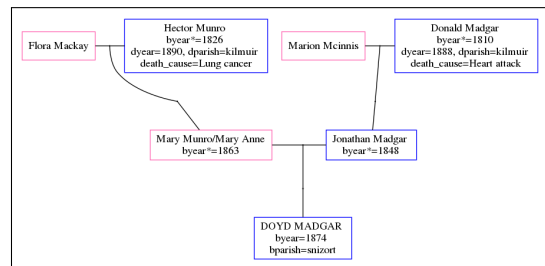 Flora Mackay
Hector Munro
byear*=1826
dyear=1890, dparish=kilmuir
death_cause=Lung cancer
Marion Mcinnis
Donald Madgar
byear*=1810
dyear=1888, dparish=kilmuir
death_cause=Heart attack
Mary Munro/Mary Anne
byear*=1863
Jonathan Madgar
byear*=1848
DOYD MADGAR
byear=1874
bparish=snizort